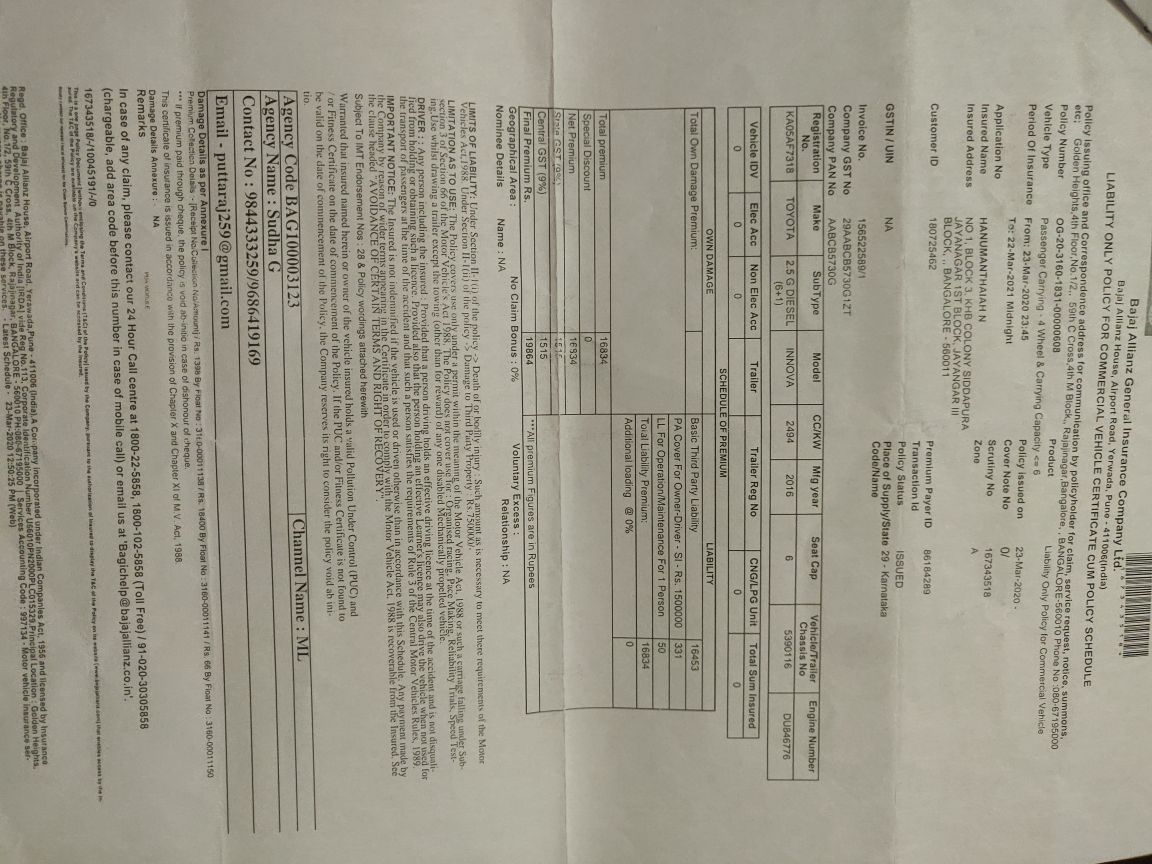 Bajaj Allianz General Insurance Company Ltd.
Bajaj Allianz House, Airport Road, Yerwada, Pune - 411006(India)
LIABILITY ONLY POLICY FOR COMMERCIAL VEHICLE CERTIFICATE CUM POLICY SCHEDULE
Policy issuing office and Correspondence address for communication by policyholder for claim, service request, notice, summons,
etc: Golden Heights,4th Floor,No.1/2, 59th C Cross,4th M Block,, Rajajinagar,Bangalore, , BANGALORE-560010 Phone No :080-67195000
Policy Number OG-20-3160-1831-00000608 Product Liability Only Policy for Commercial Vehicle
Vehicle Type Passenger Carrying - 4 Wheel & Carrying Capacity <= 6
Period Of Insurance From: 23-Mar-2020 23:45 Policy issued on 23-Mar-2020
To: 22-Mar-2021 Midnight Cover Note No 0/
Application No Scrutiny No 167343518
Insured Name HANUMANTHAIAH N Zone A
Insured Address NO 1, BLOCK 3, KHB COLONY SIDDAPURA
JAYANAGAR 1ST BLOCK, JAYANGAR III
BLOCK, , , BANGALORE - 560011
Customer ID 180725462 Premium Payer ID 86184289
Transaction Id
Policy Status ISSUED
GSTIN / UIN NA Place of Supply/State 29 - Karnataka
Code/Name
Invoice No. 156522589/1
Company GST No 29AABCB5730G1ZT
Company PAN No AABCB5730G
Registration No. Make SubType Model CC/KW Mfg year Seat Cap Vehicle/Trailer Chassis No Engine Number
KA05AF7318 TOYOTA 2.5 G DIESEL (6+1) INNOVA 2494 2016 6 5390116 DU846776
Vehicle IDV Elec Acc Non Elec Acc Trailer Trailer Reg No CNG/LPG Unit Total Sum Insured
0 0 0 0 0 0
SCHEDULE OF PREMIUM
OWN DAMAGE LIABILITY
Total Own Damage Premium: Basic Third Party Liability 16453
PA Cover For Owner-Driver - SI - Rs. 1500000 331
LL For Operation/Maintenance For 1 Person 50
Total Liability Premium: 16834
Additional loading @ 0% 0
Total premium 16834
Special Discount 0
Net Premium 16834
State GST (9%) 1515
Central GST (9%) 1515
Final Premium Rs. 19864 ***All premium Figures are in Rupees
Geographical Area : No Claim Bonus : 0% Voluntary Excess :
Nominee Details Name : NA Relationship : NA
LIMITS OF LIABILITY: Under Section II-1(i) of the policy -> Death of or bodily injury : Such amount as is necessary to meet there requirements of the Motor
Vehicles Act,1988. Under Section II-I(ii) of the policy-> Damage to Third Party Property : Rs.750000/-
LIMITATION AS TO USE: The Policy covers use only under a permit within the meaning of the Motor Vehicle Act, 1988 or such a carriage falling under Sub-
section 3 of Section 66 of the Motor Vehicle's Act 1988. The Policy does not cover use for : Organised racing, Pace Making, Reliability Trials, Speed Test-
ing. Use whilst drawing a trailer except the towing (other than for reward) of any one disabled Mechanically propelled vehicle.
DRIVER : Any person including the insured : Provided that a person driving holds an effective driving licence at the time of the accident and is not disquali-
fied from holding or obtaining such a licence. Provided also that the person holding an effective Learner's licence may also drive the vehicle when not used for
the transport of passengers at the time of the accident and that such a person satisfies the requirements of Rule 3 of the Central Motor Vehicles Rules, 1989.
IMPORTANT NOTICE: The Insured is not indemnified if the vehicle is used or driven otherwise than in accordance with this Schedule. Any payment made by
the Company by reason of wider terms appearing in the Certificate in order to comply with the Motor Vehicle Act, 1988 is recoverable from the Insured. See
the clause headed "AVOIDANCE OF CERTAIN TERMS AND RIGHT OF RECOVERY".
Subject To IMT Endorsement Nos : 28 & Policy wordings attached herewith
Warranted that insured named herein or owner of the vehicle insured holds a valid Pollution Under Control (PUC) and
/ or Fitness Certificate on the date of commencement of the Policy. If the PUC and/or Fitness Certificate is not found to
be valid on the date of commencement of the Policy, the Company reserves its right to consider the policy void ab ini-
tio.
Agency Code BAG100003123 Channel Name : ML
Agency Name : Sudha G
Contact No : 9844333259/9686419169
Email - puttaraj259@gmail.com
Damage Details as per Annexure I
Premium Collection Details :- [Receipt No-Collection (Amount) / Rs. 1398 By Float No : 3160-00011138 / Rs. 18400 By Float No : 3160-00011141 / Rs. 66 By Float No : 3160-00011150
*** If premium paid through cheque, the policy is void ab-initio in case of dishonour of cheque.
This certificate of insurance is issued in accordance with the provision of Chapter X and Chapter XI of M.V. Act, 1988.
Damage Details Annexure : - NA
Remarks
In case of any claim, please contact our 24 Hour Call centre at 1800-22-5858, 1800-102-5858 (Toll Free) / 91-020-30305858
(chargeable, add area code before this number in case of mobile call) or email us at 'Bagichelp@bajajallianz.co.in'.
167343518/-/10045191/-/0
Regd. Office : Bajaj Allianz House, Airport Road, Yerawada,Pune - 411006 (India),A Company incorporated under Indian Companies Act, 1956 and licensed by Insurance
Regulatory and Development Authority of India [IRDA] vide Reg No.113, Corporate Identification Number U66010PN2000PLC015329,Principal Location : Golden Heights,
4th Floor, No.1/2, 59th C Cross, 4th M Block, Rajajinagar, BANGALORE - 560010 PH:080-67195000 | Services Accounting Code : 997134 - Motor vehicle insurance ser-
Latest Schedule - 23-Mar-2020 12:50:25 PM (Web)